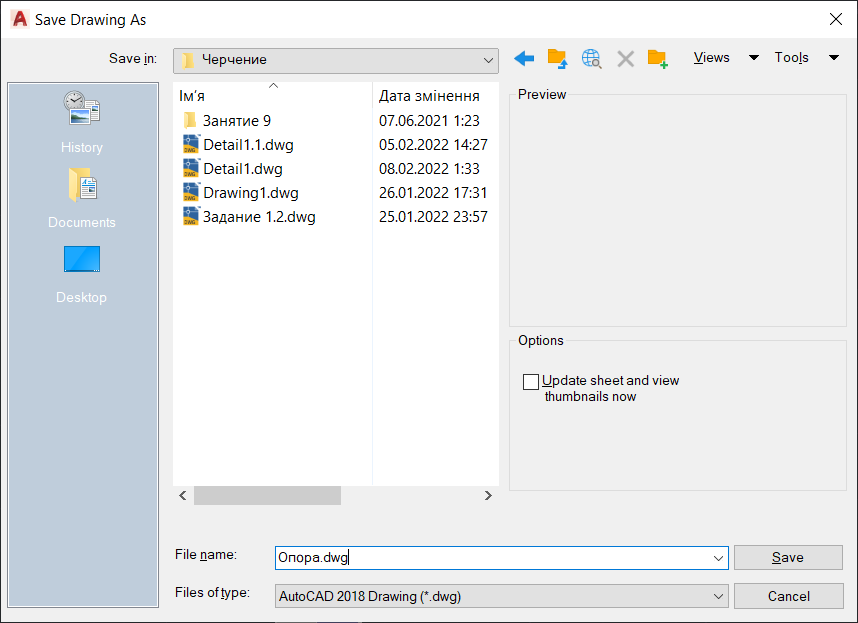 Save Drawing As
Save in:
Черчение
Views
Tools
History
Documents
Desktop
Ім'я
Дата змінення
Занятие 9
07.06.2021 1:23
Detail1.1.dwg
05.02.2022 14:27
Detail1.dwg
08.02.2022 1:33
Drawing1.dwg
26.01.2022 17:31
Задание 1.2.dwg
25.01.2022 23:57
Preview
Options
Update sheet and view
thumbnails now
File name:
Опора.dwg
Save
Files of type:
AutoCAD 2018 Drawing (*.dwg)
Cancel